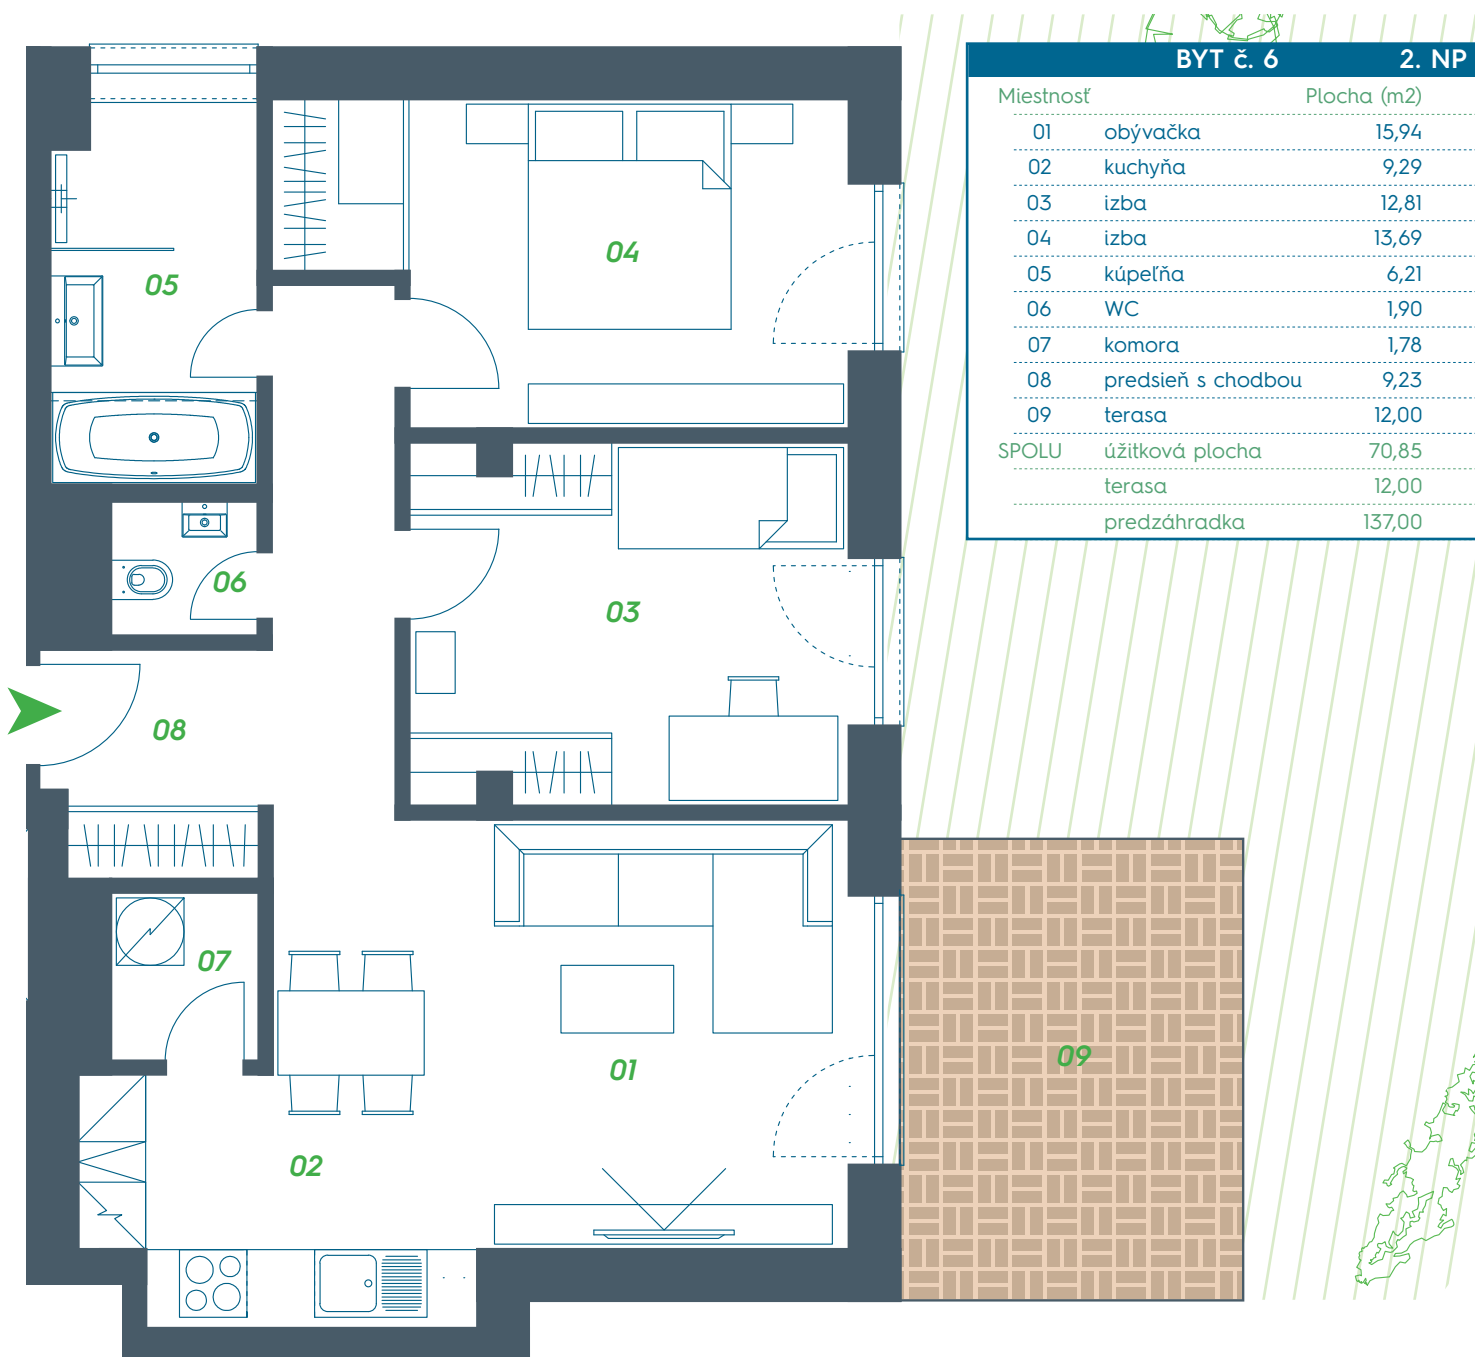 BYT č. 6 2. NP
Miestnosť Plocha (m2)
01 obývačka 15,94
02 kuchyňa 9,29
03 izba 12,81
04 izba 13,69
05 kúpeľňa 6,21
06 WC 1,90
07 komora 1,78
08 predsieň s chodbou 9,23
09 terasa 12,00
SPOLU úžitková plocha 70,85
terasa 12,00
predzáhradka 137,00
04
05
06
03
08
07
01
09
02